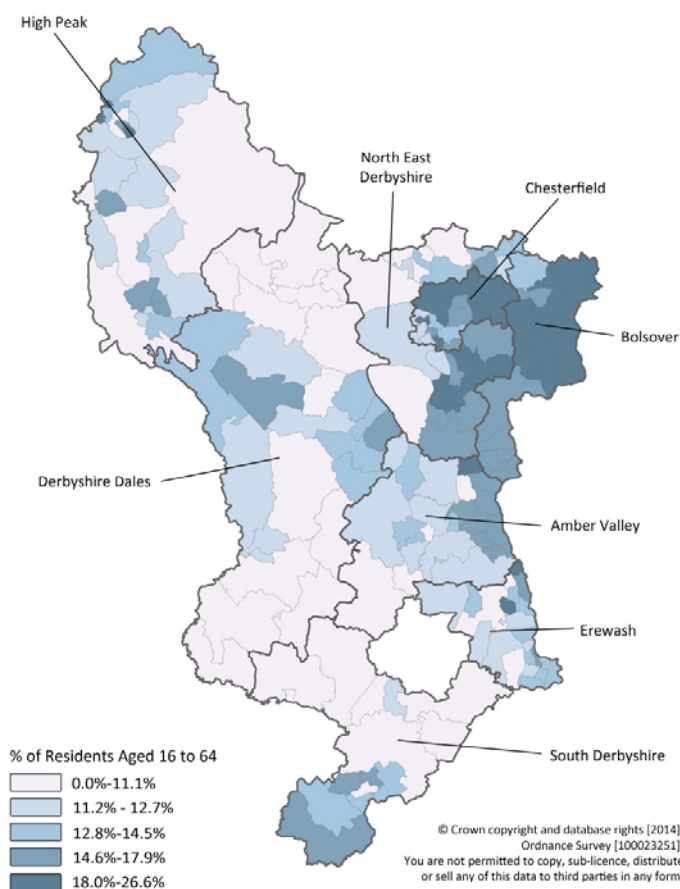 High Peak
North East
Derbyshire
Chesterfield
Bolsover
Derbyshire Dales
Amber Valley
Erewash
South Derbyshire
% of Residents Aged 16 to 64
0.0%-11.1%
11.2% - 12.7%
12.8%-14.5%
14.6%-17.9%
18.0%-26.6%
© Crown copyright and database rights [2014]
Ordnance Survey [100023251]
You are not permitted to copy, sub-licence, distribute
or sell any of this data to third parties in any form